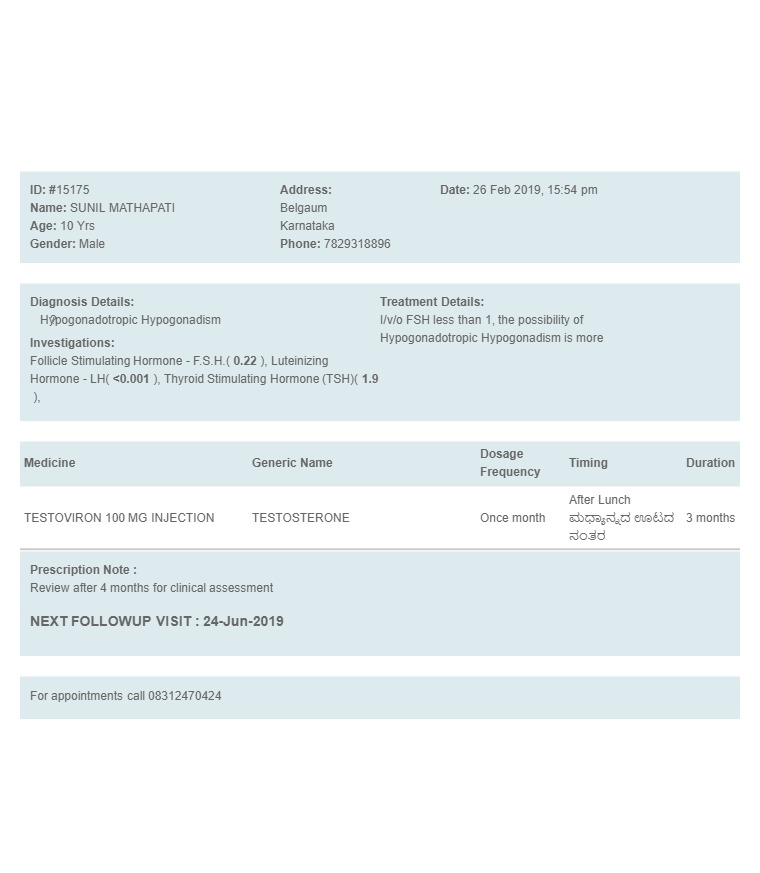 ID: #15175
Name: SUNIL MATHAPATI
Age: 10 Yrs
Gender: Male
Address:
Belgaum
Karnataka
Phone: 7829318896
Date: 26 Feb 2019, 15:54 pm
Diagnosis Details:
Hypogonadotropic Hypogonadism
Investigations:
Follicle Stimulating Hormone - F.S.H.( 0.22 ), Luteinizing
Hormone - LH( <0.001 ), Thyroid Stimulating Hormone (TSH)( 1.9
),
Treatment Details:
I/v/o FSH less than 1, the possibility of
Hypogonadotropic Hypogonadism is more
Medicine Generic Name Dosage Frequency Timing Duration
TESTOVIRON 100 MG INJECTION TESTOSTERONE Once month After Lunch 3 months
ಮಧ್ಯಾನ್ಹದ ಊಟದ
ನಂತರ
Prescription Note :
Review after 4 months for clinical assessment
NEXT FOLLOWUP VISIT : 24-Jun-2019
For appointments call 08312470424